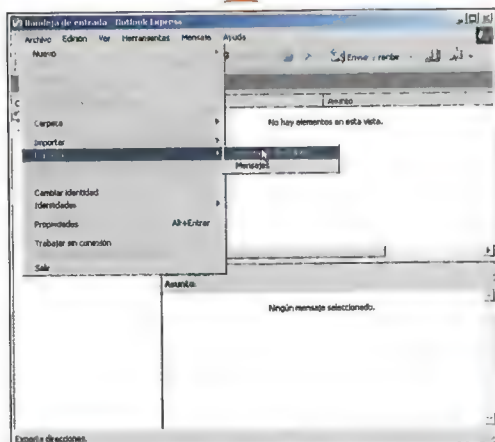 Bandeja de entrada - Outlook Express
Archivo Edición Ver Herramientas Mensaje Ayuda
Nuevo
Enviar y recibir
Asunto
No hay elementos en esta vista.
Carpeta
Importar
Mensajes
Cambiar identidad
Identidades
Propiedades Alt+Entrar
Trabajar sin conexión
Salir
Asunto:
Ningún mensaje seleccionado.
Exporta direcciones.